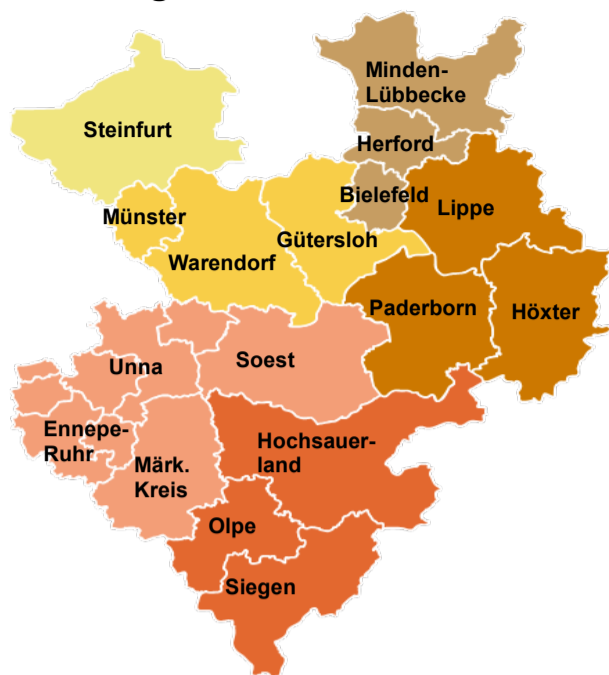 Minden-
Lübbecke
Steinfurt
Herford
Bielefeld
Lippe
Münster
Gütersloh
Warendorf
Paderborn
Höxter
Soest
Unna
Ennepe-
Ruhr
Hochsauer-
land
Märk.
Kreis
Olpe
Siegen